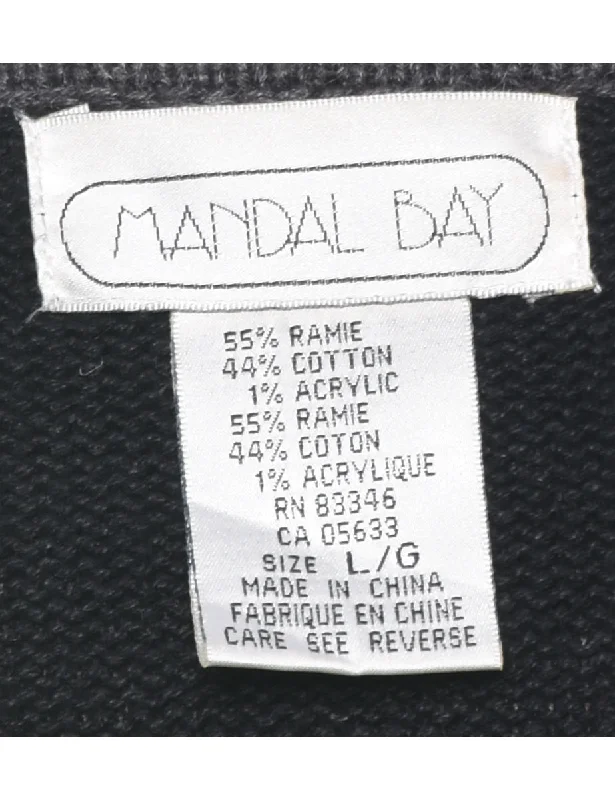 MANDAL BAY
55% RAMIE
44% COTTON
1% ACRYLIC
55% RAMIE
44% COTON
1% ACRYLIQUE
RN 83346
CA 05633
SIZE L/G
MADE IN CHINA
FABRIQUE EN CHINE
CARE SEE REVERSE